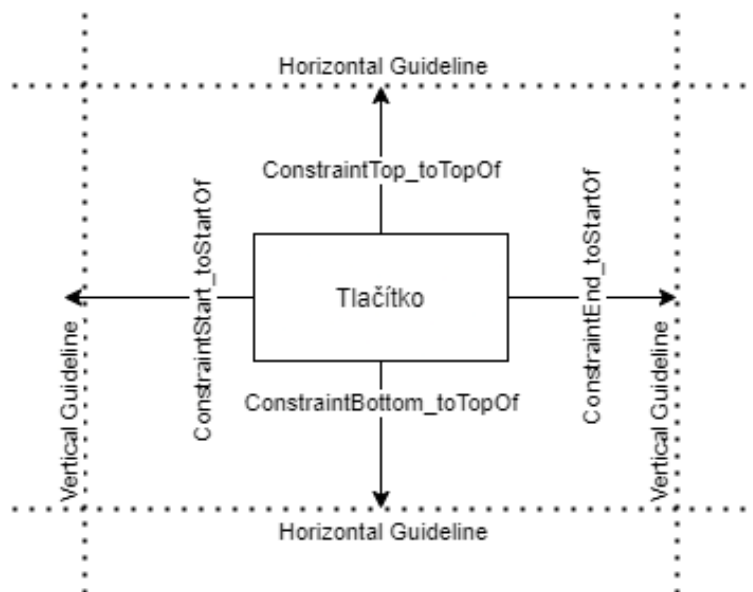 Horizontal Guideline
ConstraintTop_toTopOf
ConstraintStart_toStartOf
Tlačítko
ConstraintEnd_toStartOf
Vertical Guideline
ConstraintBottom_toTopOf
Vertical Guideline
Horizontal Guideline